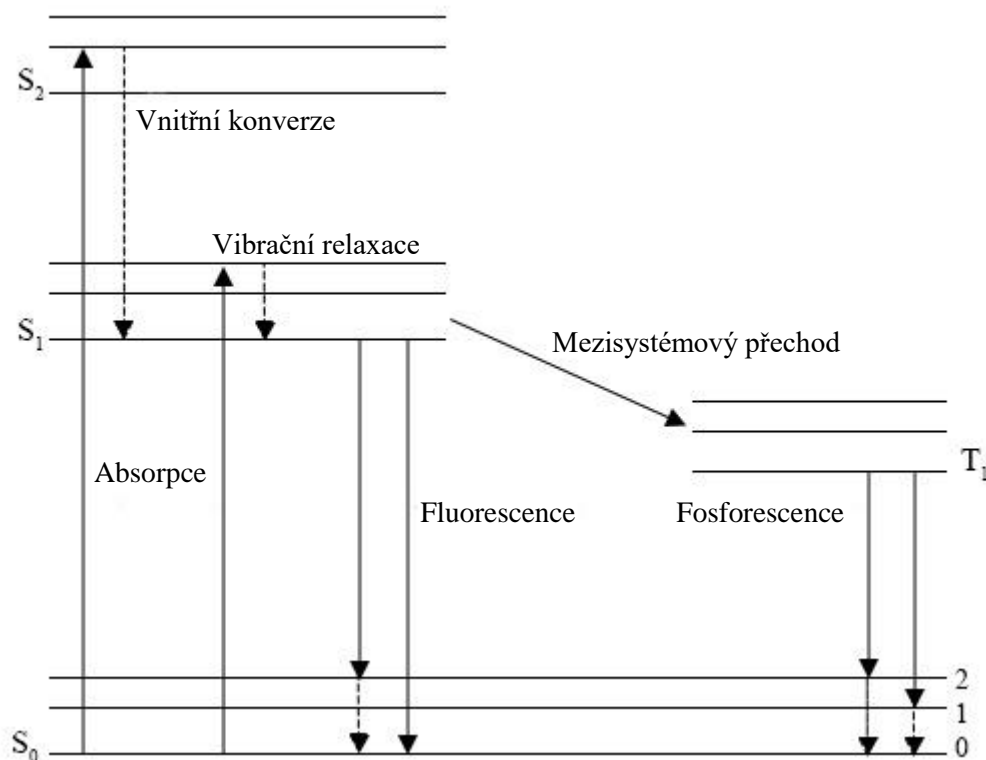 S2
Vnitřní konverze
Vibrační relaxace
S1
Mezisystémový přechod
Absorpce
T1
Fluorescence
Fosforescence
2
1
S0
0